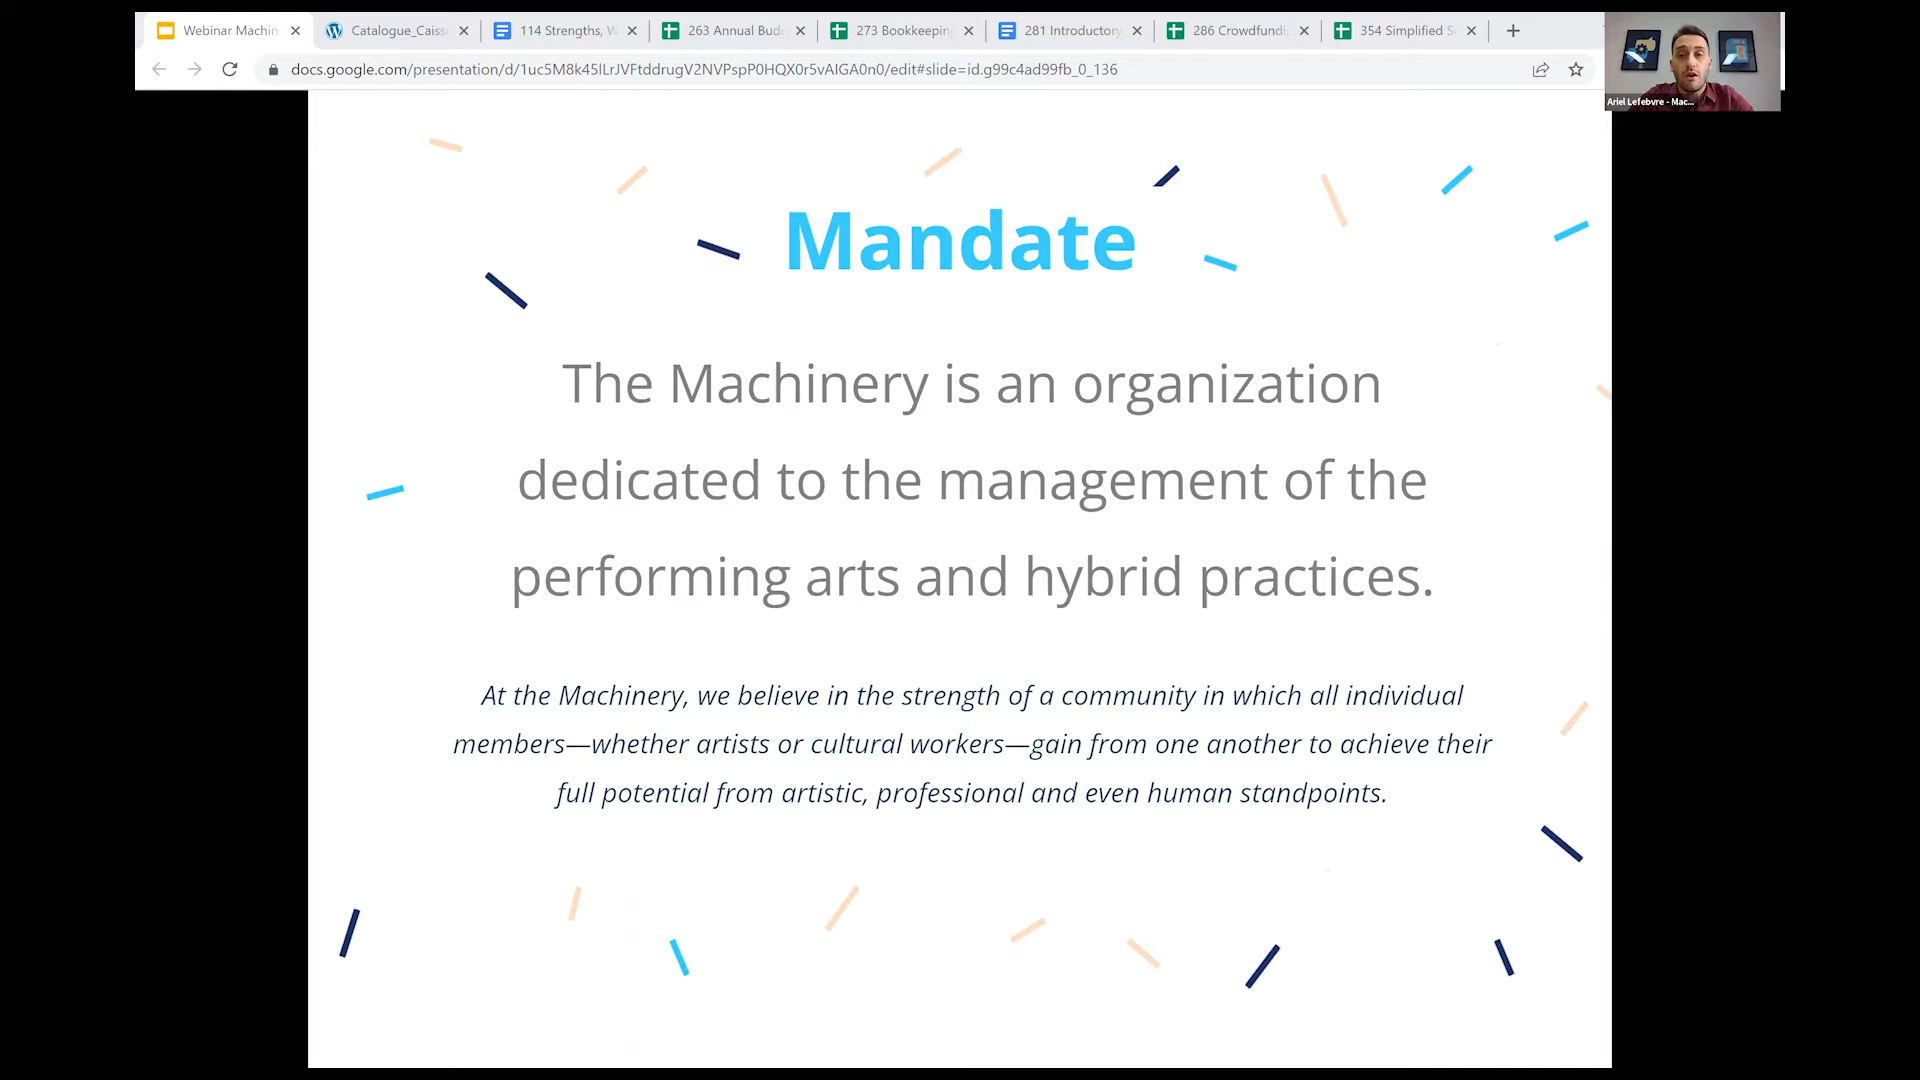 Webinar Machin
Catalogue_Caiss
114 Strengths, W
263 Annual Bud
273 Bookkeeping
281 Introductory
286 Crowdfundi
354 Simplified S
docs.google.com/presentation/d/1uc5M8k45lLrJVFtddrugV2NVPspP0HQX0r5vAIGA0n0/edit#slide=id.g99c4ad99fb_0_136
Ariel Lefebvre - Mac...
Mandate
The Machinery is an organization
dedicated to the management of the
performing arts and hybrid practices.
At the Machinery, we believe in the strength of a community in which all individual
members—whether artists or cultural workers—gain from one another to achieve their
full potential from artistic, professional and even human standpoints.